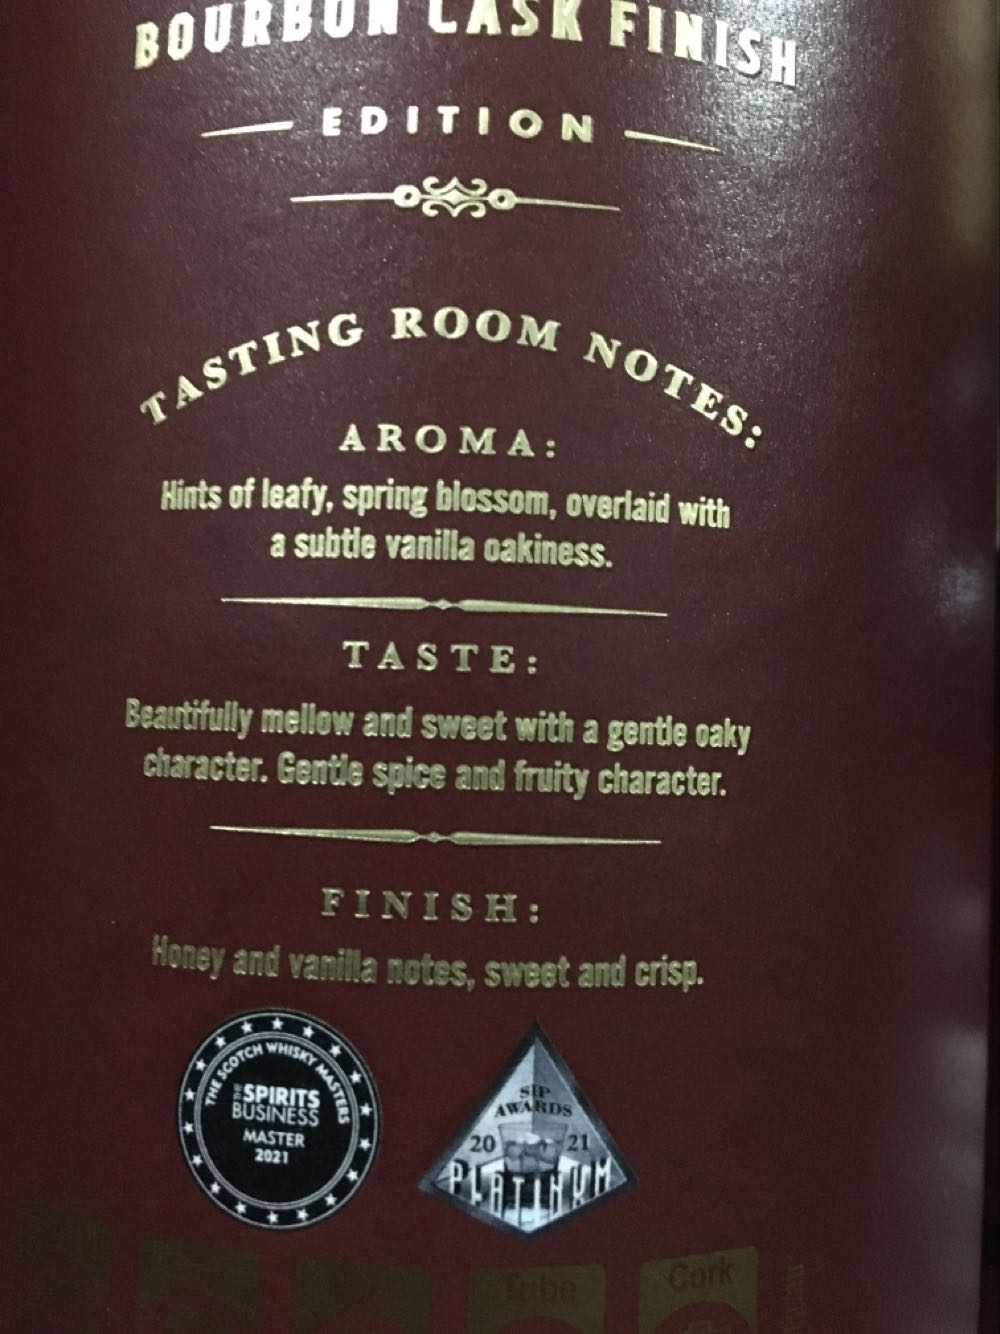 BOURBON CASK FINISH
EDITION
TASTING ROOM NOTES:
AROMA:
Hints of leafy, spring blossom, overlaid with
a subtle vanilla oakiness.
TASTE:
Beautifully mellow and sweet with a gentle oaky
character. Gentle spice and fruity character.
FINISH:
Honey and vanilla notes, sweet and crisp.
THE SCOTCH WHISKY MASTERS
THE SPIRITS
BUSINESS
MASTER
2021
SIP
AWARDS
20 21
PLATINUM
Tube
Cork